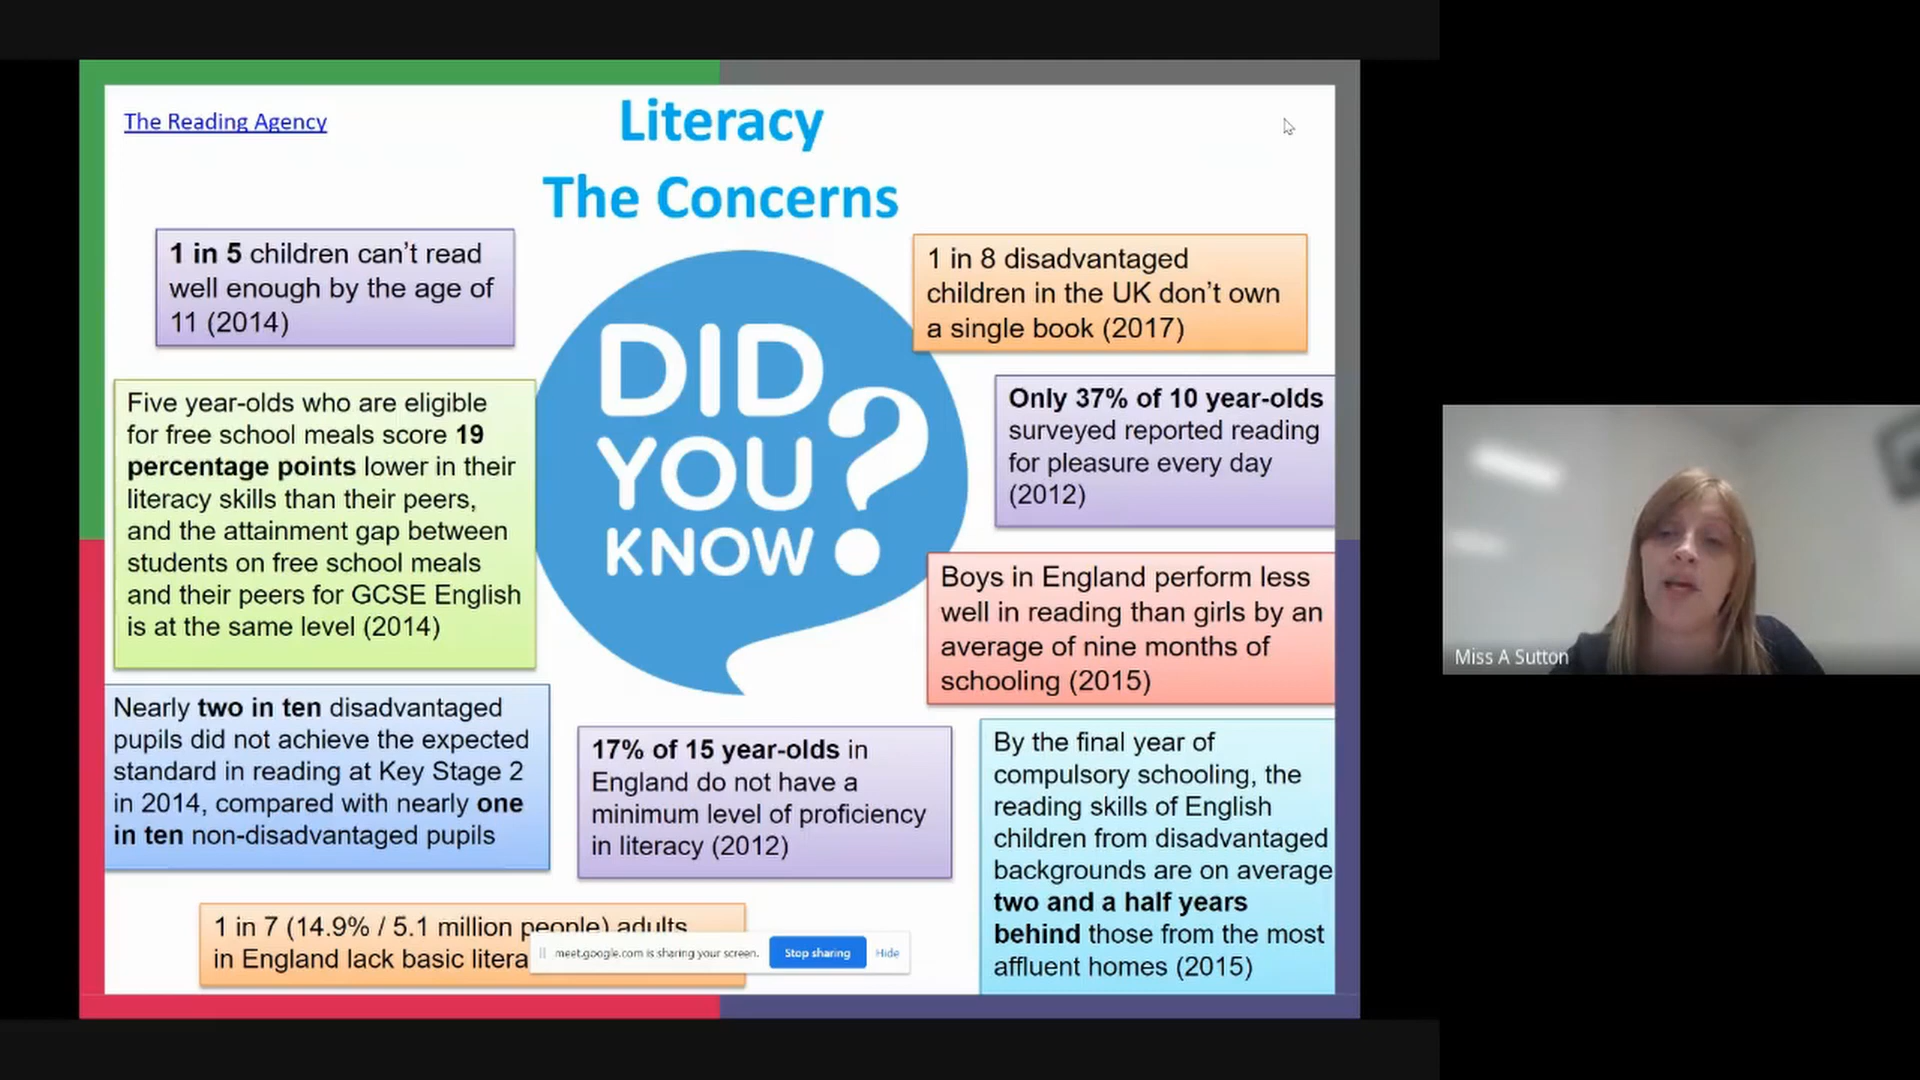 The Reading Agency
Literacy
The Concerns
1 in 5 children can't read
well enough by the age of
11 (2014)
1 in 8 disadvantaged
children in the UK don't own
a single book (2017)
Five year-olds who are eligible
for free school meals score 19
percentage points lower in their
literacy skills than their peers,
and the attainment gap between
students on free school meals
and their peers for GCSE English
is at the same level (2014)
DID
YOU
KNOW?
Only 37% of 10 year-olds
surveyed reported reading
for pleasure every day
(2012)
Boys in England perform less
well in reading than girls by an
average of nine months of
schooling (2015)
Nearly two in ten disadvantaged
pupils did not achieve the expected
standard in reading at Key Stage 2
in 2014, compared with nearly one
in ten non-disadvantaged pupils
17% of 15 year-olds in
England do not have a
minimum level of proficiency
in literacy (2012)
By the final year of
compulsory schooling, the
reading skills of English
children from disadvantaged
backgrounds are on average
two and a half years
behind those from the most
affluent homes (2015)
1 in 7 (14.9% / 5.1 million people) adults
in England lack basic litera
meet.google.com is sharing your screen.
Stop sharing
Hide
Miss A Sutton